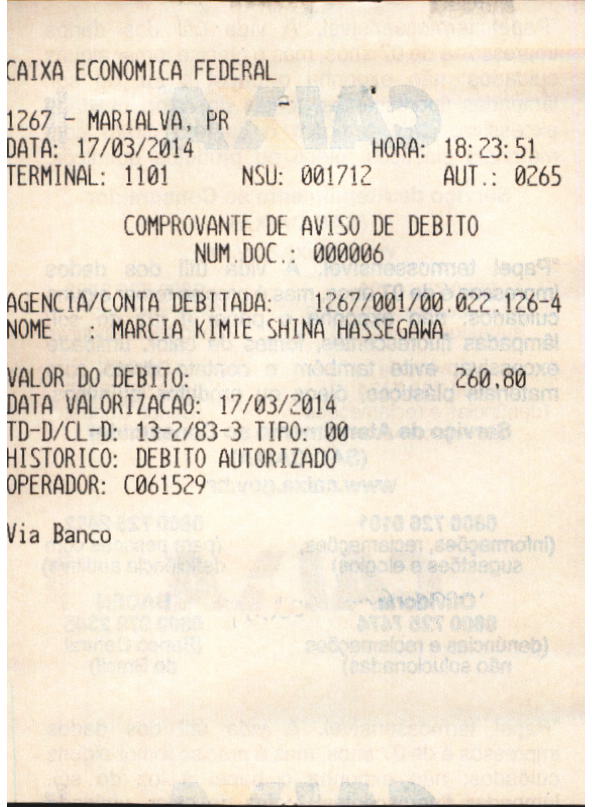 CAIXA ECONOMICA FEDERAL
1267 - MARIALVA, PR
DATA: 17/03/2014 HORA: 18:23:51
TERMINAL: 1101 NSU: 001712 AUT.: 0265
COMPROVANTE DE AVISO DE DEBITO
NUM.DOC.: 000006
AGENCIA/CONTA DEBITADA: 1267/001/00.022.126-4
NOME : MARCIA KIMIE SHINA HASSEGAWA
VALOR DO DEBITO: 260,80
DATA VALORIZACAO: 17/03/2014
TD-D/CL-D: 13-2/83-3 TIPO: 00
HISTORICO: DEBITO AUTORIZADO
OPERADOR: C061529
Via Banco